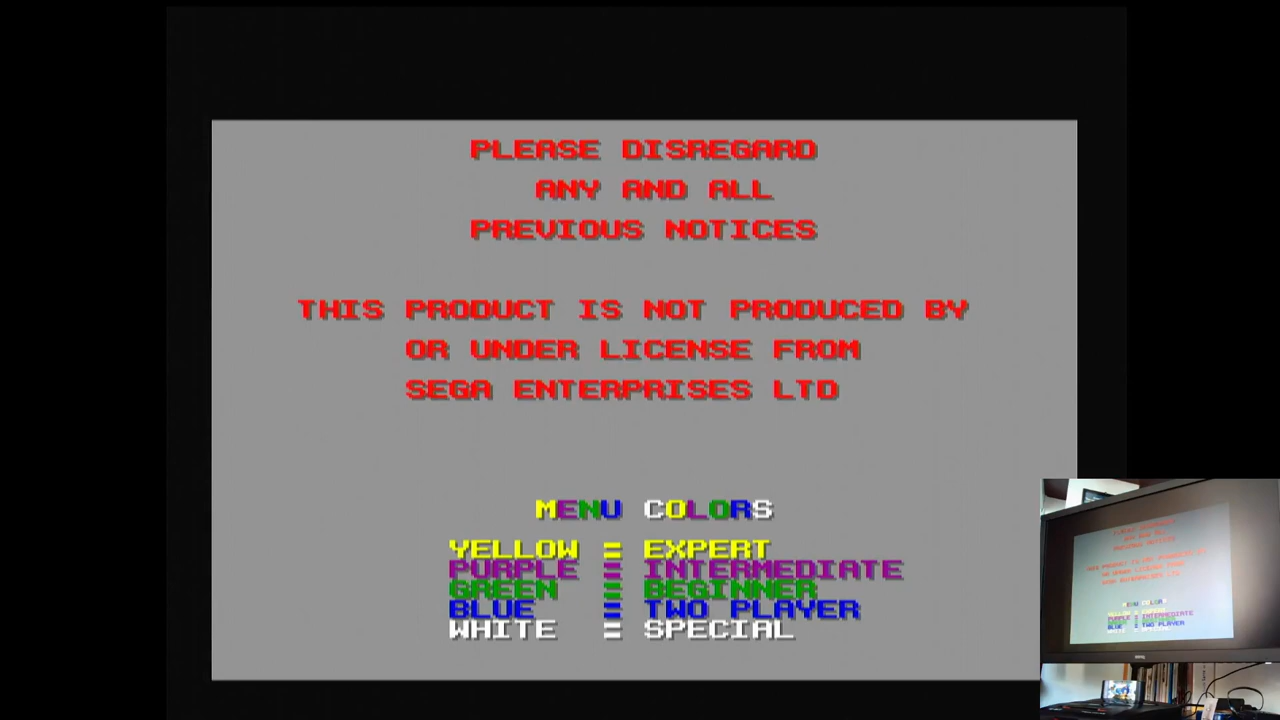 PLEASE DISREGARD
ANY AND ALL
PREVIOUS NOTICES
THIS PRODUCT IS NOT PRODUCED BY
OR UNDER LICENSE FROM
SEGA ENTERPRISES LTD
MENU COLORS
YELLOW = EXPERT
PURPLE = INTERMEDIATE
GREEN = BEGINNER
BLUE = TWO PLAYER
WHITE = SPECIAL